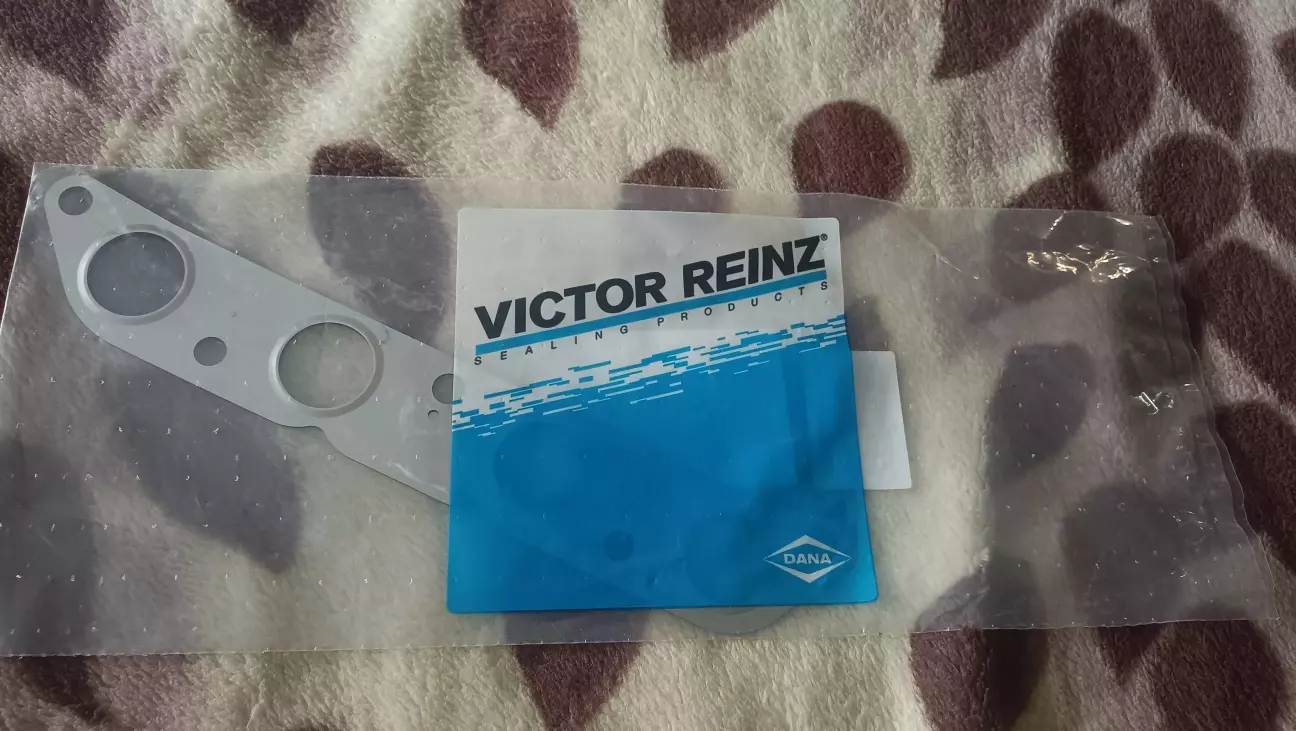 VICTOR REINZ®
SEALING PRODUCTS
DANA